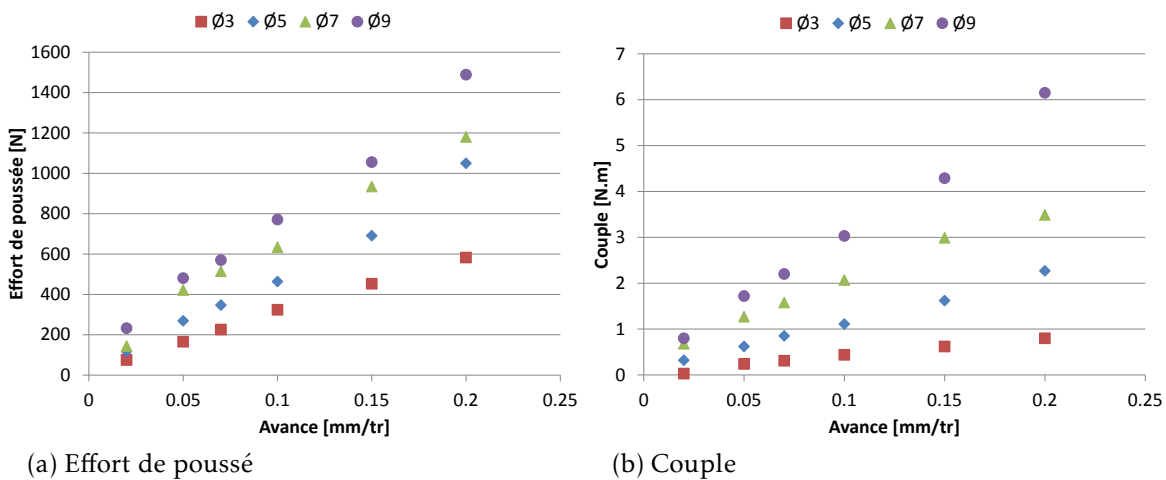 Ø3 Ø5 Ø7 Ø9
1600
1400
1200
1000
800
600
400
200
0
0 0.05 0.1 0.15 0.2 0.25
Effort de poussée [N]
Avance [mm/tr]
(a) Effort de poussé
Ø3 Ø5 Ø7 Ø9
7
6
5
4
3
2
1
0
0 0.05 0.1 0.15 0.2 0.25
Couple [N.m]
Avance [mm/tr]
(b) Couple